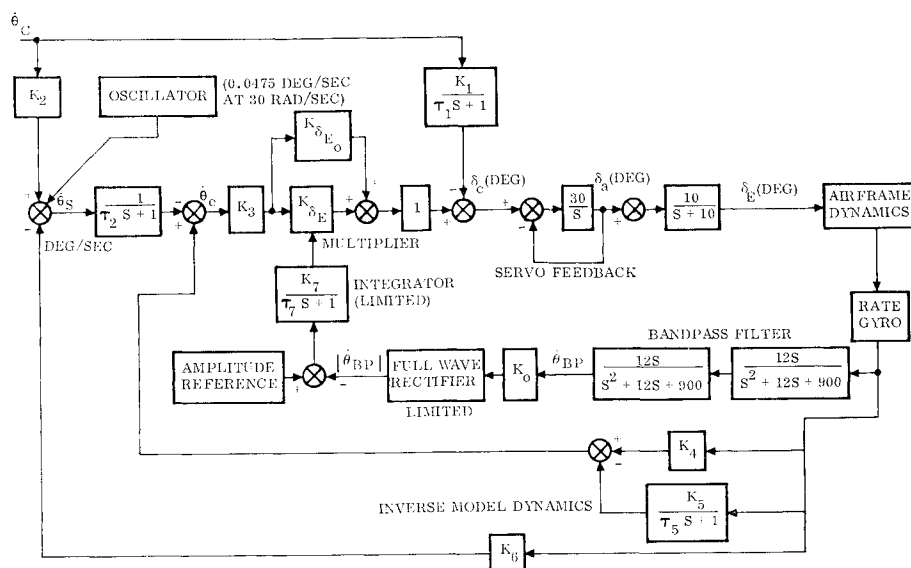 θ̇C
K2
OSCILLATOR
(0.0475 DEG/SEC
AT 30 RAD/SEC)
K1
τ1 S + 1
KδEo
+
+
-
θ̇S
DEG/SEC
1
τ2 S + 1
-
+
θ̇e
K3
KδE
MULTIPLIER
+
+
1
-
+
δc (DEG)
+
-
30
S
δa (DEG)
+
10
S + 10
δE (DEG)
AIRFRAME
DYNAMICS
SERVO FEEDBACK
K7
τ7 S + 1
INTEGRATOR
(LIMITED)
RATE
GYRO
BANDPASS FILTER
AMPLITUDE
REFERENCE
+
-
|θ̇BP|
FULL WAVE
RECTIFIER
LIMITED
Ko
θ̇BP
12S
S² + 12S + 900
12S
S² + 12S + 900
+
-
K4
INVERSE MODEL DYNAMICS
K5
τ5 S + 1
K6